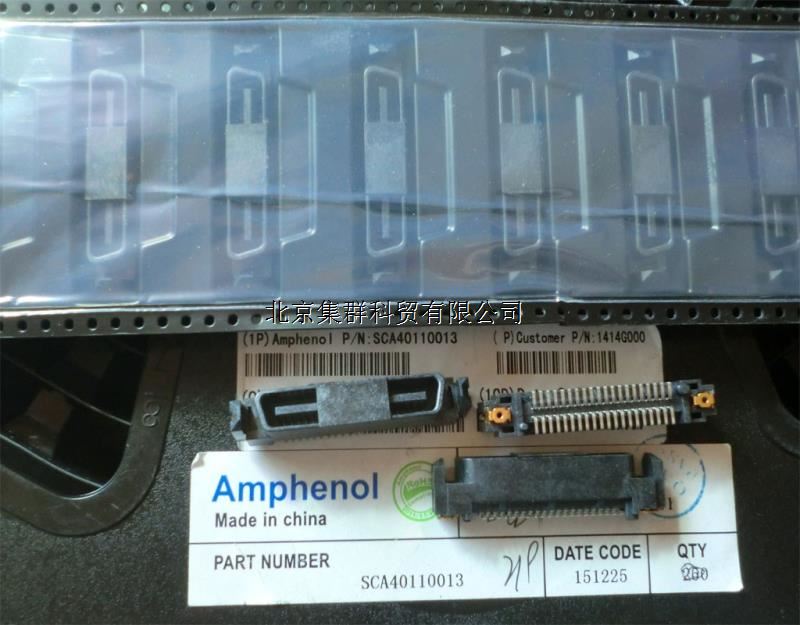 北京集群科贸有限公司
(1P)Amphenol P/N:SCA40110013
( P)Customer P/N:1414G000
Amphenol
RoHS
Made in china
PART NUMBER
SCA40110013
DATE CODE
151225
QTY